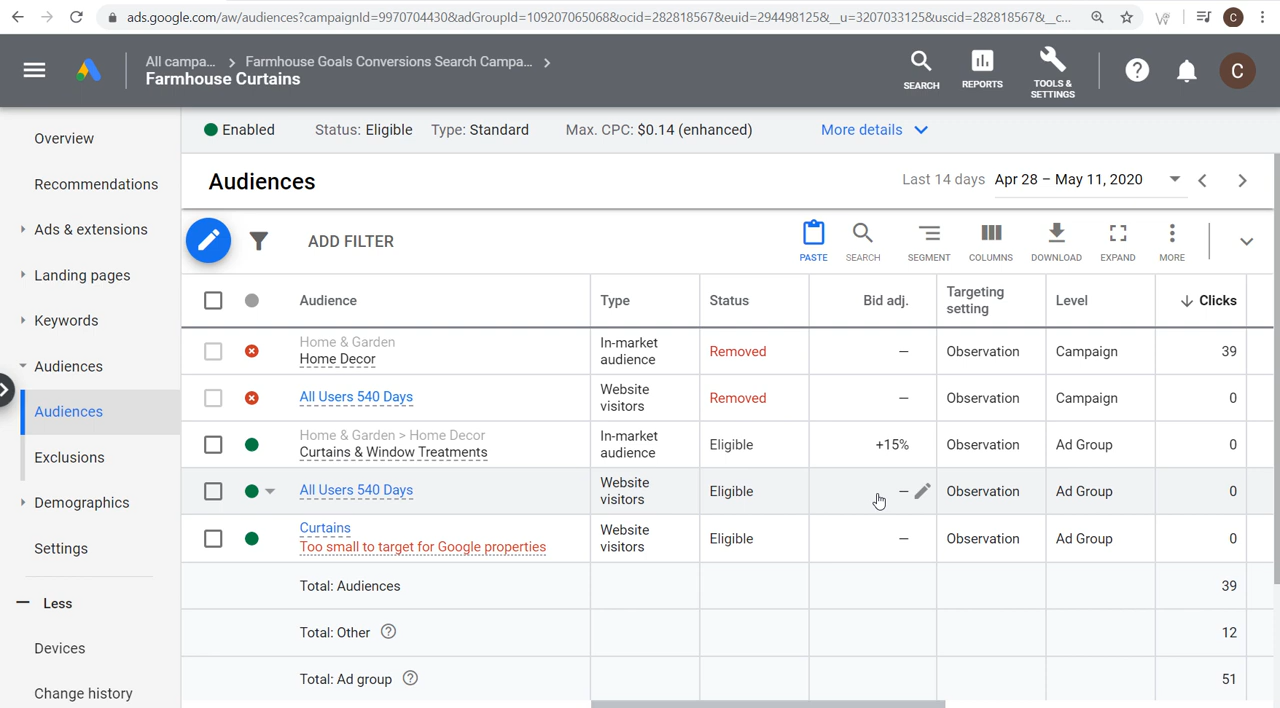 ads.google.com/aw/audiences?campaignId=9970704430&adGroupId=109207065068&ocid=282818567&euid=294498125&__u=3207033125&uscid=282818567&__c...
C
All campa... > Farmhouse Goals Conversions Search Campa... >
Farmhouse Curtains
SEARCH
REPORTS
TOOLS &
SETTINGS
C
Overview
Recommendations
Ads & extensions
Landing pages
Keywords
Audiences
Audiences
Exclusions
Demographics
Settings
Less
Devices
Change history
Enabled Status: Eligible Type: Standard Max. CPC: $0.14 (enhanced) More details
Audiences
Last 14 days Apr 28 – May 11, 2020
ADD FILTER
PASTE SEARCH SEGMENT COLUMNS DOWNLOAD EXPAND MORE
Audience Type Status Bid adj. Targeting setting Level Clicks
Home & Garden
Home Decor In-market audience Removed – Observation Campaign 39
All Users 540 Days Website visitors Removed – Observation Campaign 0
Home & Garden > Home Decor
Curtains & Window Treatments In-market audience Eligible +15% Observation Ad Group 0
All Users 540 Days Website visitors Eligible – Observation Ad Group 0
Curtains
Too small to target for Google properties Website visitors Eligible – Observation Ad Group 0
Total: Audiences 39
Total: Other 12
Total: Ad group 51